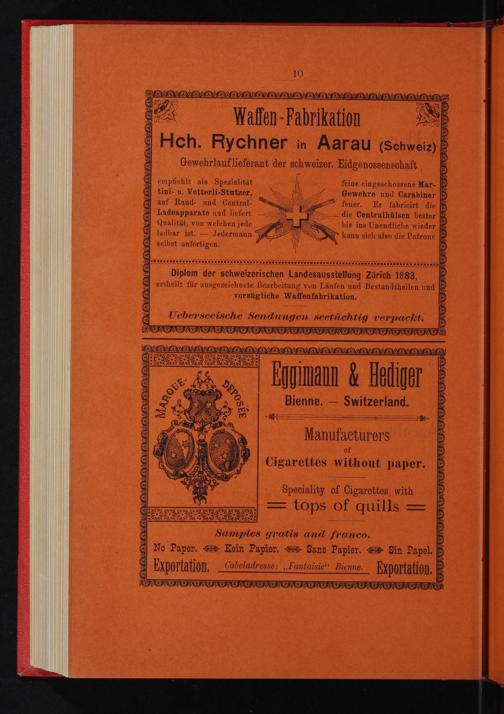 10
Waffen-Fabrikation
Hch. Rychner in Aarau (Schweiz)
Gewehrlauflieferant der schweizer. Eidgenossenschaft
empfiehlt als Spezialität feine eingeschossene Mar-
tini- u. Vetterli-Stutzer, Gewehre und Carabiner
auf Rand- und Central- feuer. Er fabricirt die
Ladeapparate und liefert die Centralhülsen bester
Qualität, von welchen jede bis ins Unendliche wieder
ladbar ist. — Jedermann kann sich also die Patrone
selbst anfertigen.
Diplom der schweizerischen Landesausstellung Zürich 1883,
ertheilt für ausgezeichnete Bearbeitung von Läufen und Bestandtheilen und
vorzügliche Waffenfabrikation.
Ueberseeische Sendungen seetüchtig verpackt.
MARQUE- DEPOSÉE
Eggimann & Hediger
Bienne. — Switzerland.
Manufacturers
of
Cigarettes without paper.
Speciality of Cigarettes with
= tops of quills =
Samples gratis and franco.
No Paper. Kein Papier. Sans Papier. Sin Papel.
Exportation. Cabeladresse: „Fantaisie" Bienne. Exportation.